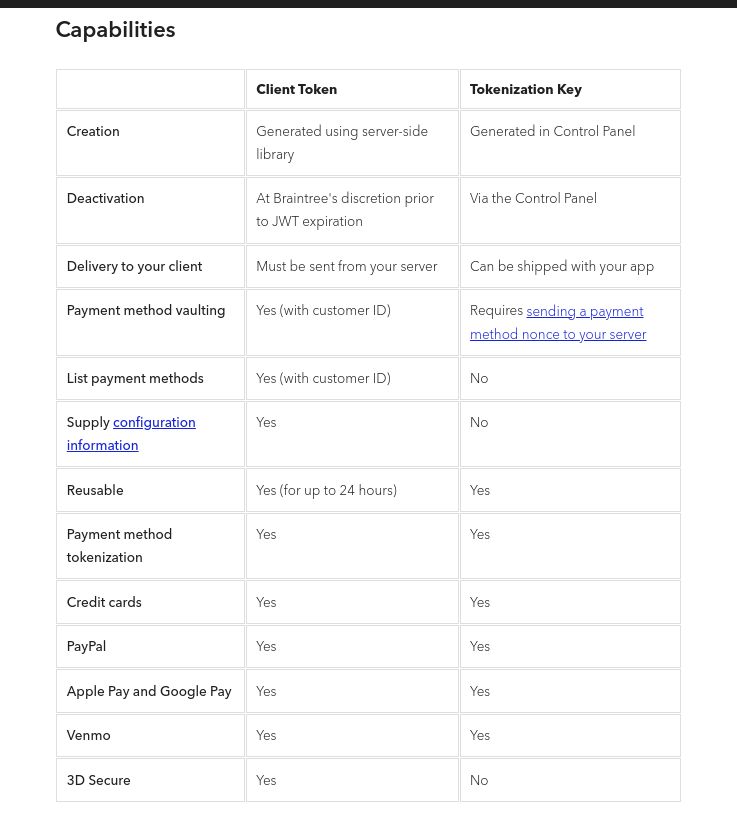 Capabilities
Client Token
Tokenization Key
Creation
Generated using server-side
library
Generated in Control Panel
Deactivation
At Braintree's discretion prior
to JWT expiration
Via the Control Panel
Delivery to your client
Must be sent from your server
Can be shipped with your app
Payment method vaulting
Yes (with customer ID)
Requires sending a payment
method nonce to your server
List payment methods
Yes (with customer ID)
No
Supply configuration
information
Yes
No
Reusable
Yes (for up to 24 hours)
Yes
Payment method
tokenization
Yes
Yes
Credit cards
Yes
Yes
PayPal
Yes
Yes
Apple Pay and Google Pay
Yes
Yes
Venmo
Yes
Yes
3D Secure
Yes
No